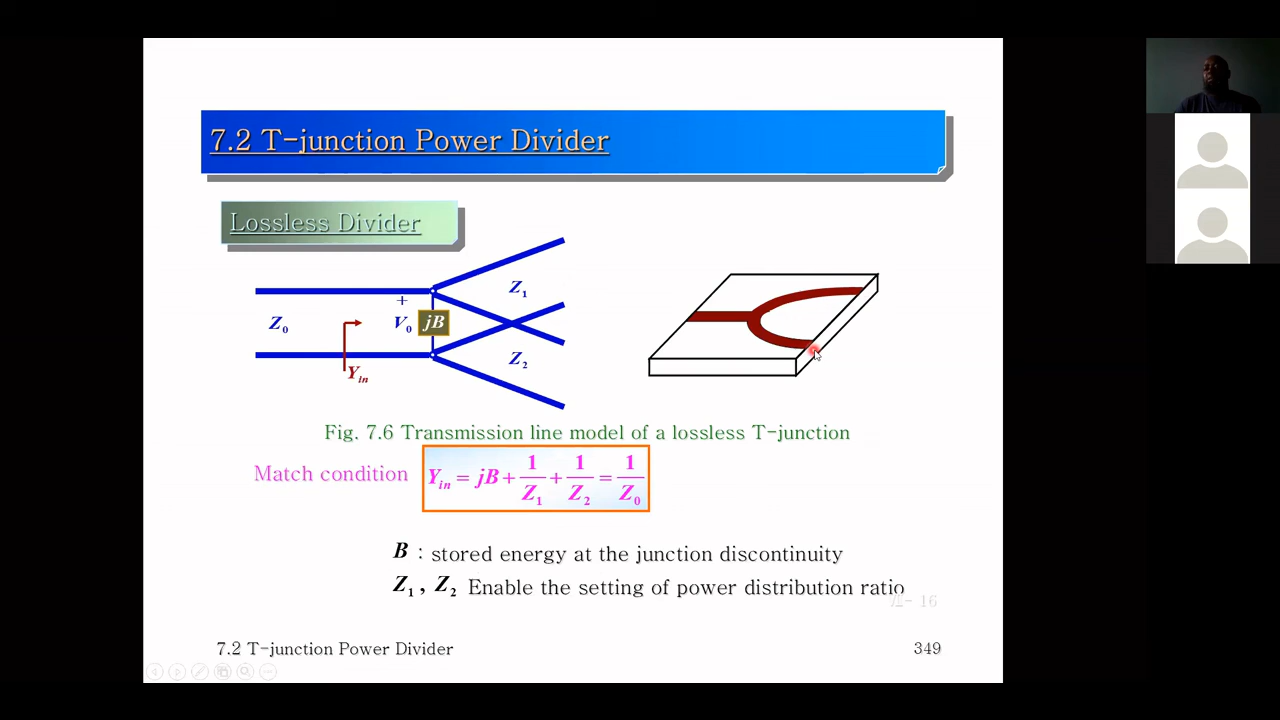 7.2 T-junction Power Divider
Lossless Divider
Z1
+
Z0
V0
jB
Z2
Yin
Fig. 7.6 Transmission line model of a lossless T-junction
Match condition
Yin = jB + 1/Z1 + 1/Z2 = 1/Z0
B : stored energy at the junction discontinuity
Z1 , Z2 Enable the setting of power distribution ratio
7.2 T-junction Power Divider
349